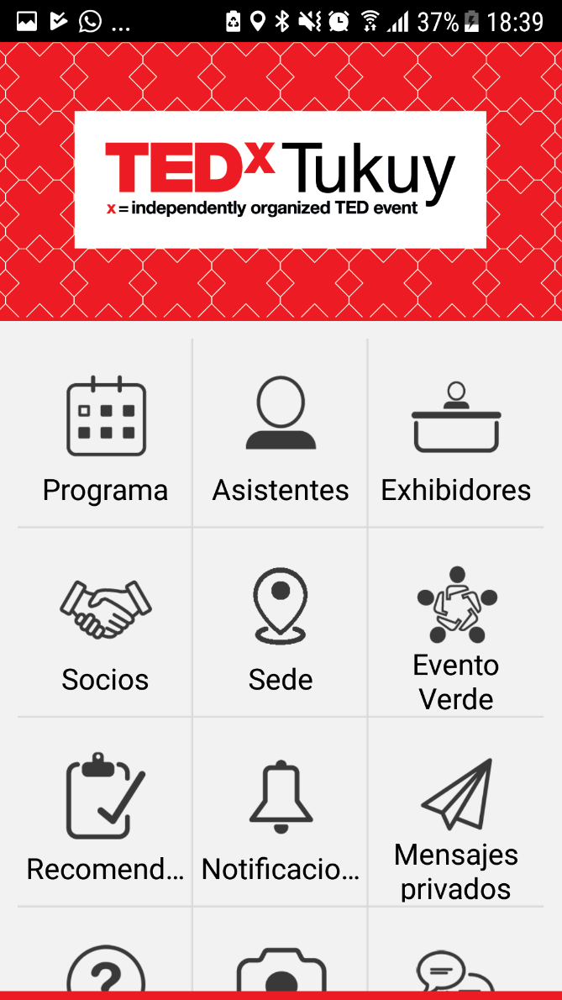 ... 37% 18:39
TEDx Tukuy
x = independently organized TED event
Programa
Asistentes
Exhibidores
Socios
Sede
Evento
Verde
Recomend...
Notificacio...
Mensajes
privados
?